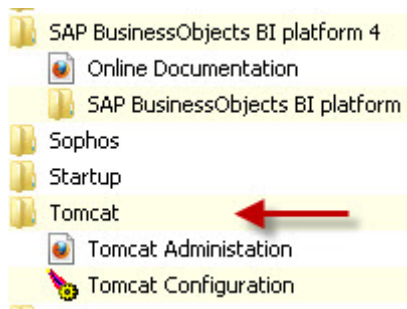 SAP BusinessObjects BI platform 4
Online Documentation
SAP BusinessObjects BI platform
Sophos
Startup
Tomcat
Tomcat Administation
Tomcat Configuration